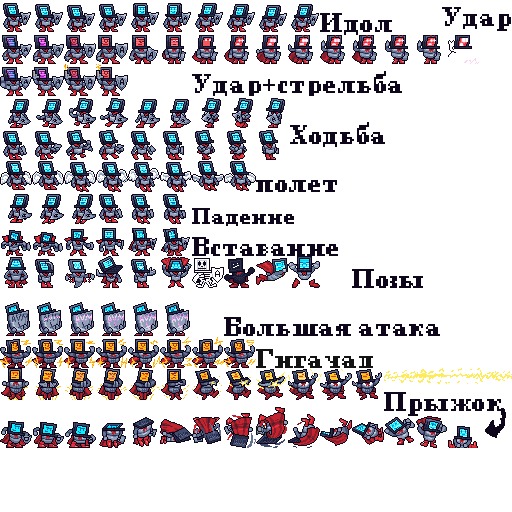 Удар
Идол
Удар+стрельба
Ходьба
полет
Падение
Вставание
Позы
Большая атака
Гигачад
Прыжок